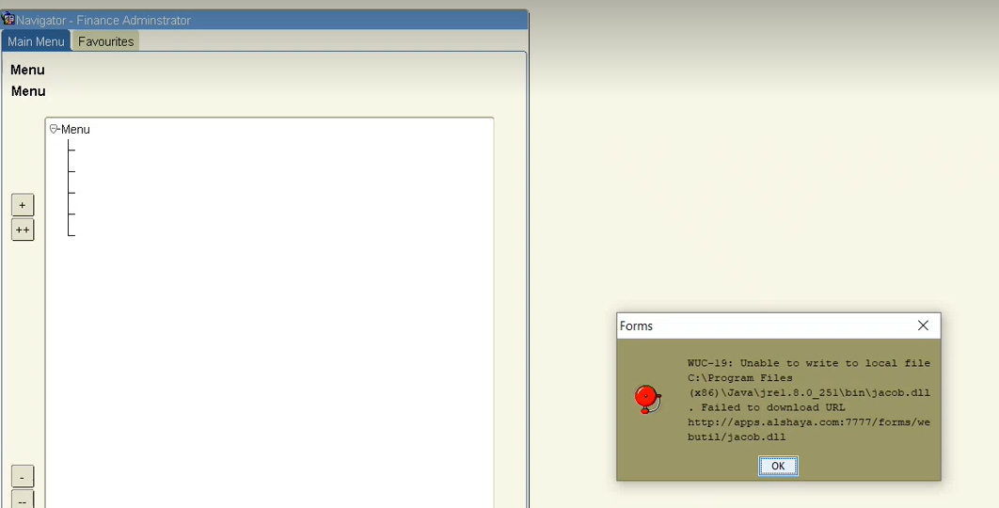 Navigator - Finance Adminstrator
Main Menu Favourites
Menu
Menu
Menu
+
++
-
--
Forms
WUC-19: Unable to write to local file
C:\Program Files
(x86)\Java\jre1.8.0_251\bin\jacob.dll
. Failed to download URL
http://apps.alshaya.com:7777/forms/we
butil/jacob.dll
OK